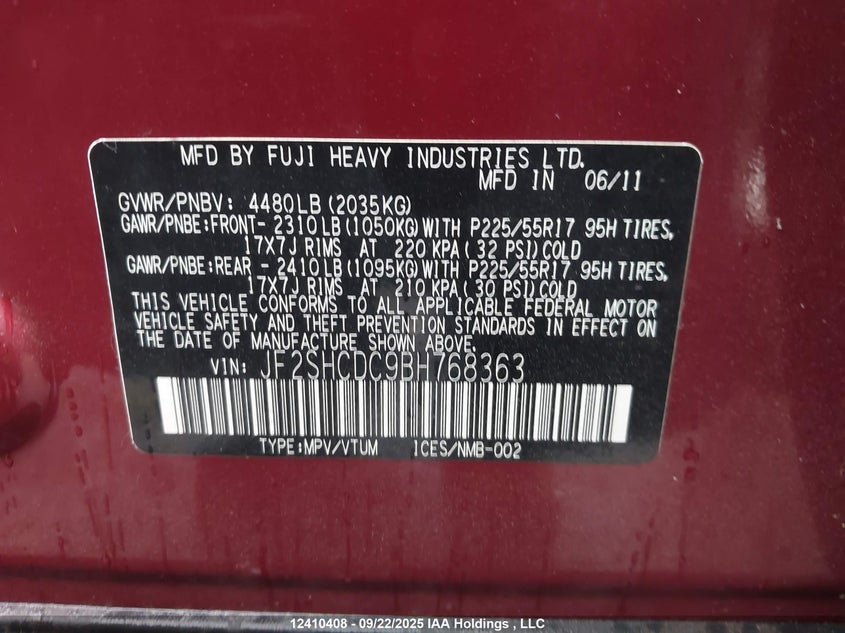 MFD BY FUJI HEAVY INDUSTRIES LTD.
MFD IN 06/11
GVWR/PNBV: 4480LB (2035KG)
GAWR/PNBE:FRONT- 2310LB (1050KG) WITH P225/55R17 95H TIRES,
17X7J RIMS AT 220 KPA ( 32 PSI) COLD
GAWR/PNBE:REAR - 2410LB (1095KG) WITH P225/55R17 95H TIRES,
17X7J RIMS AT 210 KPA ( 30 PSI) COLD
THIS VEHICLE CONFORMS TO ALL APPLICABLE FEDERAL MOTOR
VEHICLE SAFETY AND THEFT PREVENTION STANDARDS IN EFFECT ON
THE DATE OF MANUFACTURE SHOWN ABOVE.
VIN: JF2SHCDC9BH768363
TYPE:MPV/VTUM ICES/NMB-002
12410408 - 09/22/2025 IAA Holdings , LLC